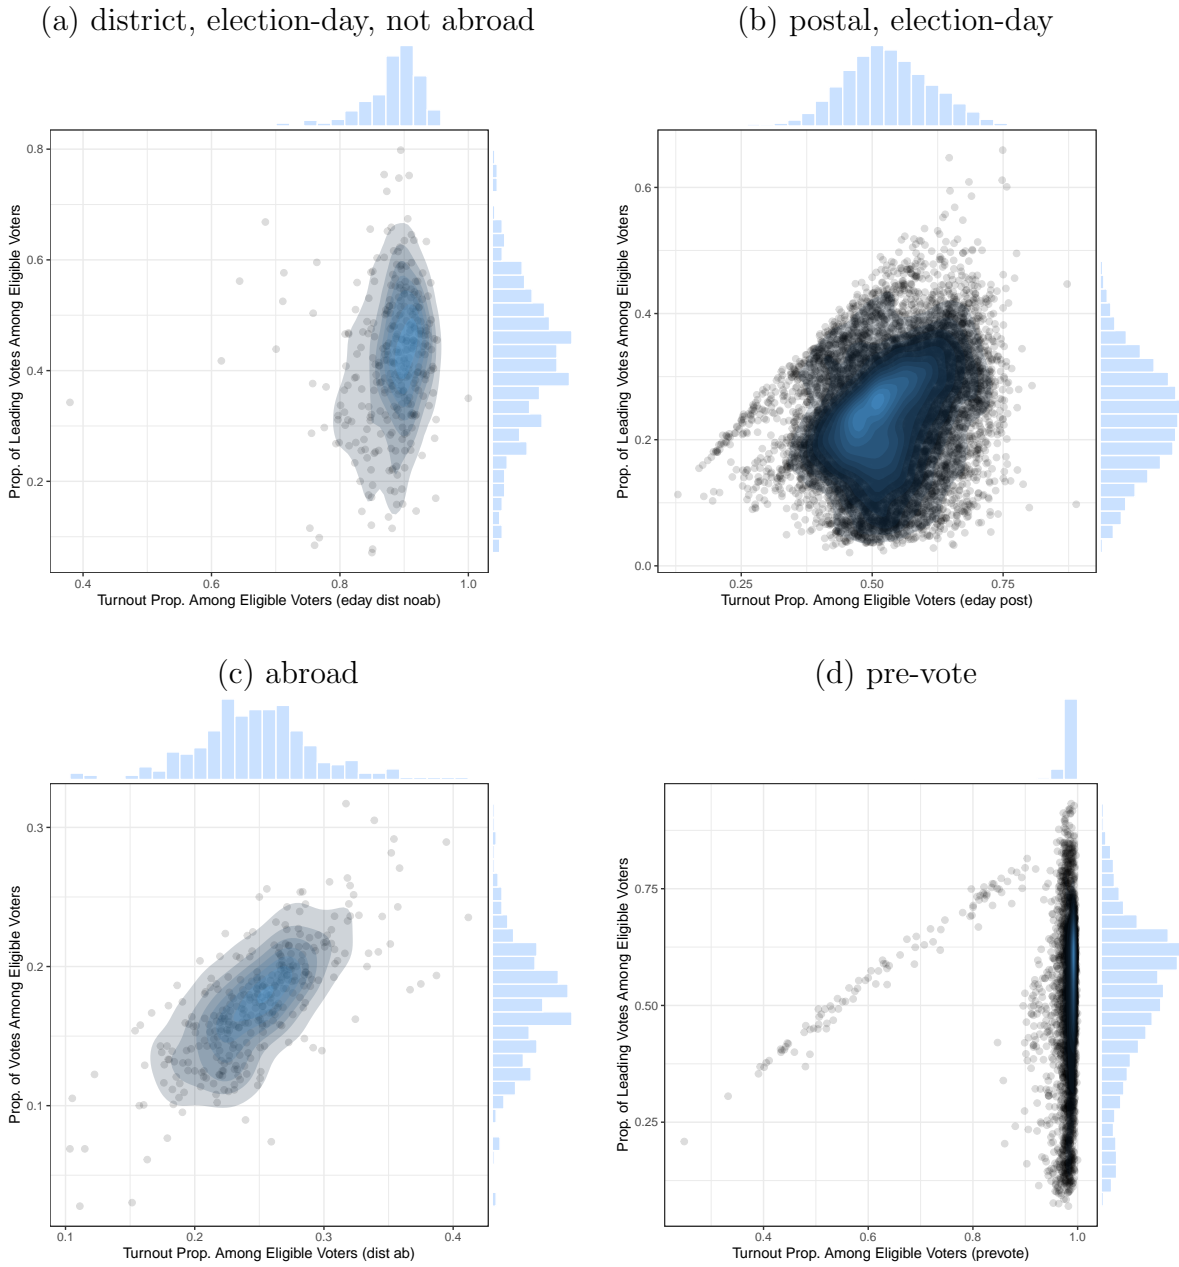 (a) district, election-day, not abroad
0.8
0.6
0.4
0.2
Prop. of Leading Votes Among Eligible Voters
0.4 0.6 0.8 1.0
Turnout Prop. Among Eligible Voters (eday dist noab)
(b) postal, election-day
0.6
0.4
0.2
0.0
Prop. of Leading Votes Among Eligible Voters
0.25 0.50 0.75
Turnout Prop. Among Eligible Voters (eday post)
(c) abroad
0.3
0.2
0.1
Prop. of Votes Among Eligible Voters
0.1 0.2 0.3 0.4
Turnout Prop. Among Eligible Voters (dist ab)
(d) pre-vote
0.75
0.50
0.25
Prop. of Leading Votes Among Eligible Voters
0.4 0.6 0.8 1.0
Turnout Prop. Among Eligible Voters (prevote)